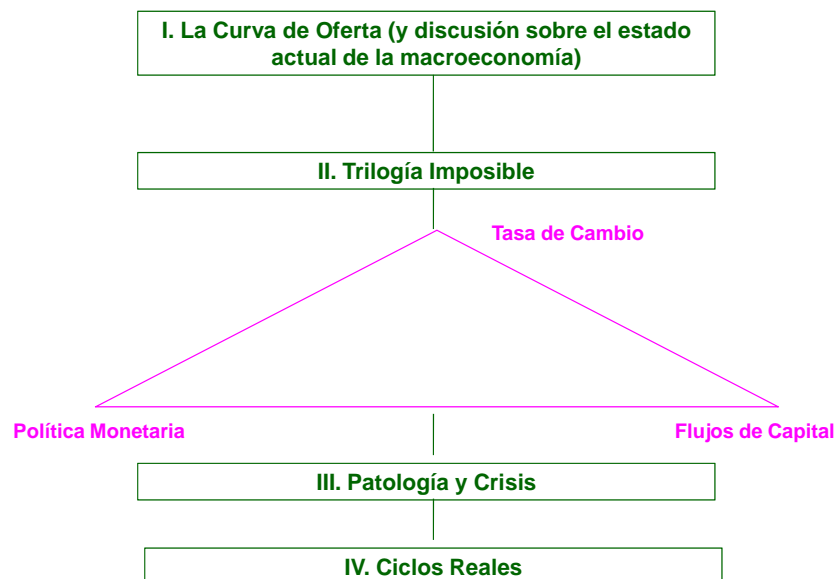 I. La Curva de Oferta (y discusión sobre el estado
actual de la macroeconomía)
II. Trilogía Imposible
Tasa de Cambio
Política Monetaria
Flujos de Capital
III. Patología y Crisis
IV. Ciclos Reales